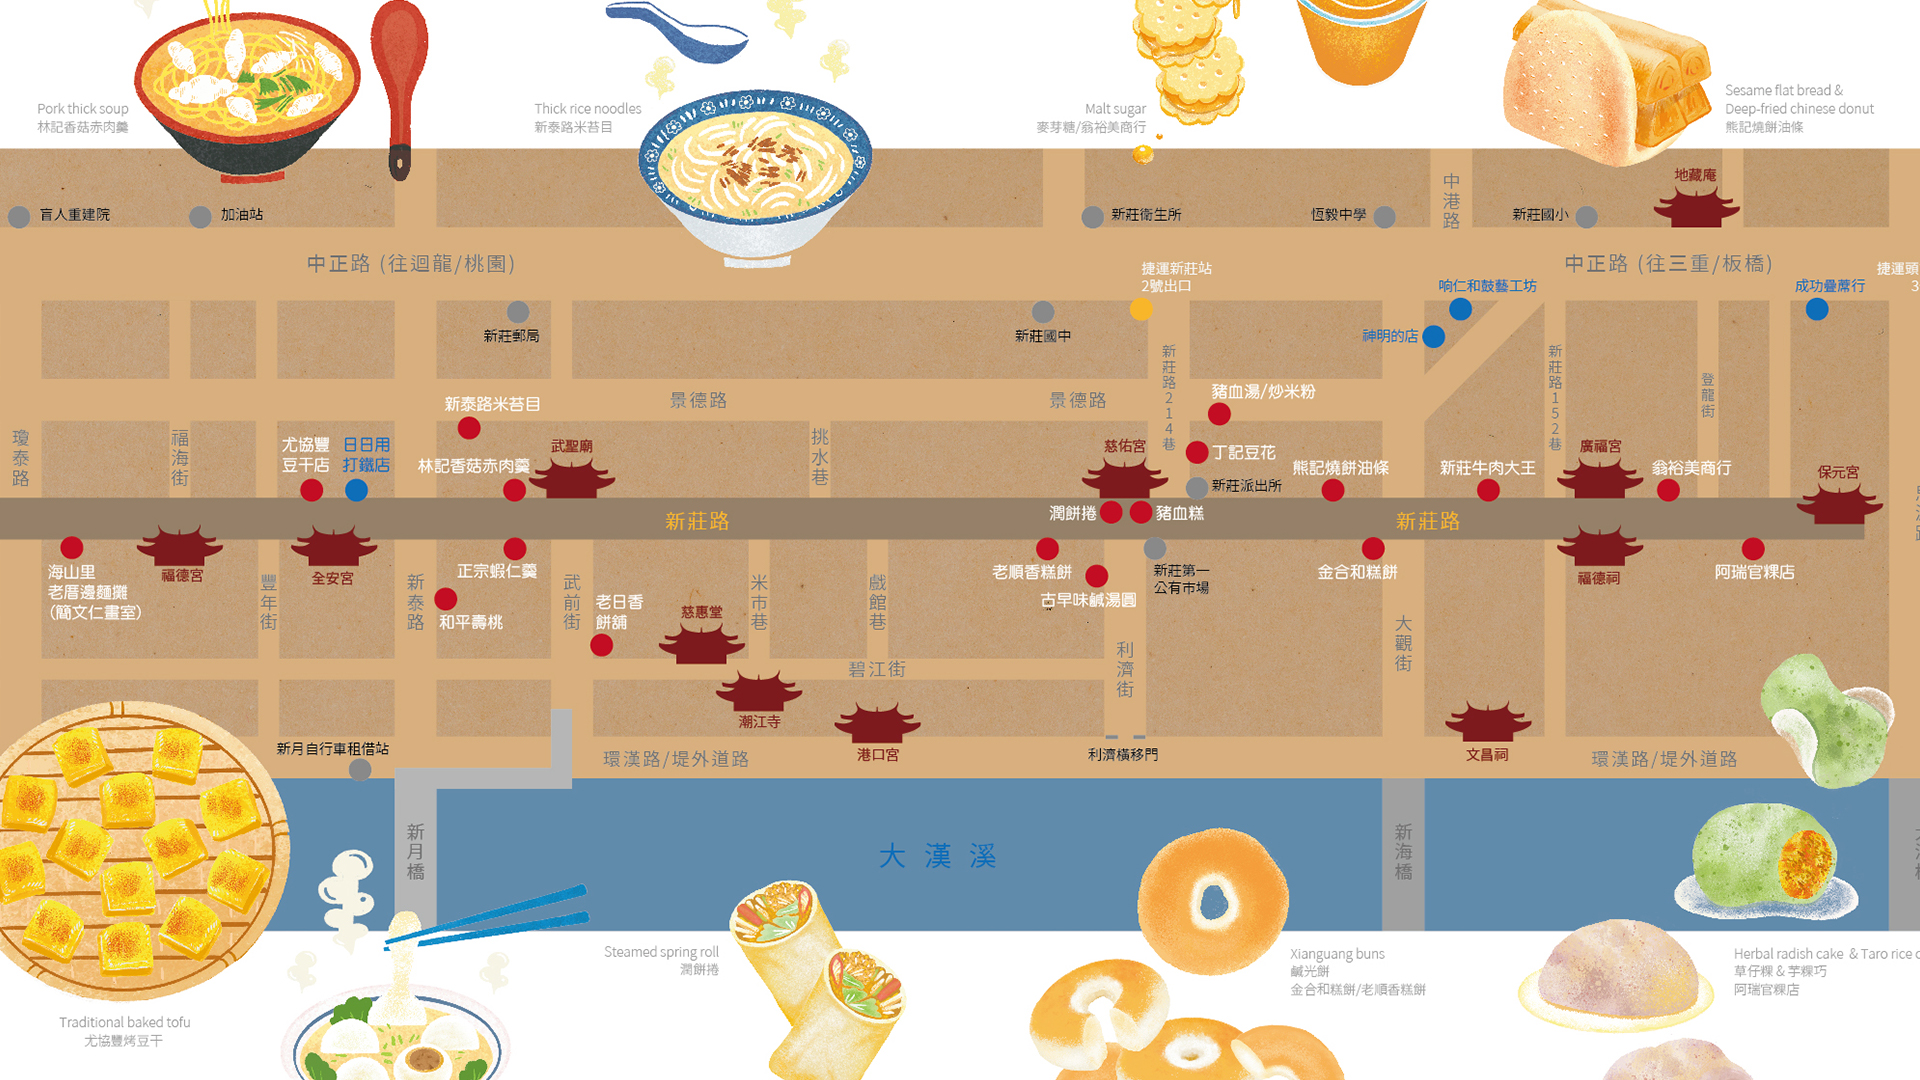 Pork thick soup
林記香菇赤肉羹
Thick rice noodles
新泰路米苔目
Malt sugar
麥芽糖/翁裕美商行
Sesame flat bread &
Deep-fried chinese donut
熊記燒餅油條
地藏庵
中港路
盲人重建院
加油站
新莊衛生所
恆毅中學
新莊國小
中正路 (往迴龍/桃園)
中正路 (往三重/板橋)
捷運新莊站
2號出口
捷運頭
3
响仁和鼓藝工坊
成功疊蓆行
神明的店
新莊郵局
新莊國中
新莊路214巷
新莊路152巷
登龍街
景德路
景德路
豬血湯/炒米粉
新泰路米苔目
瓊泰路
福海街
尤協豐
豆干店
日日用
打鐵店
林記香菇赤肉羹
武聖廟
挑水巷
慈佑宮
丁記豆花
新莊派出所
熊記燒餅油條
新莊牛肉大王
廣福宮
翁裕美商行
保元宮
新莊路
潤餅捲
豬血糕
新莊路
海山里
老厝邊麵攤
(簡文仁畫室)
福德宮
豐年街
全安宮
新泰路
正宗蝦仁羹
和平壽桃
武前街
老日香
餅舖
慈惠堂
米市巷
戲館巷
老順香糕餅
古早味鹹湯圓
新莊第一
公有市場
金合和糕餅
福德祠
阿瑞官粿店
利濟街
大觀街
碧江街
潮江寺
港口宮
文昌祠
新月自行車租借站
環漢路/堤外道路
利濟橫移門
環漢路/堤外道路
新月橋
大漢溪
新海橋
Steamed spring roll
潤餅捲
Xianguang buns
鹹光餅
金合和糕餅/老順香糕餅
Herbal radish cake & Taro rice c
草仔粿 & 芋粿巧
阿瑞官粿店
Traditional baked tofu
尤協豐烤豆干